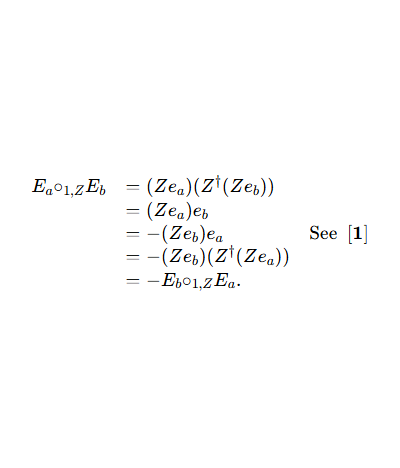 E_a ∘_{1,Z} E_b = (Ze_a)(Z^†(Ze_b))
= (Ze_a)e_b
= −(Ze_b)e_a See [1]
= −(Ze_b)(Z^†(Ze_a))
= −E_b ∘_{1,Z} E_a.